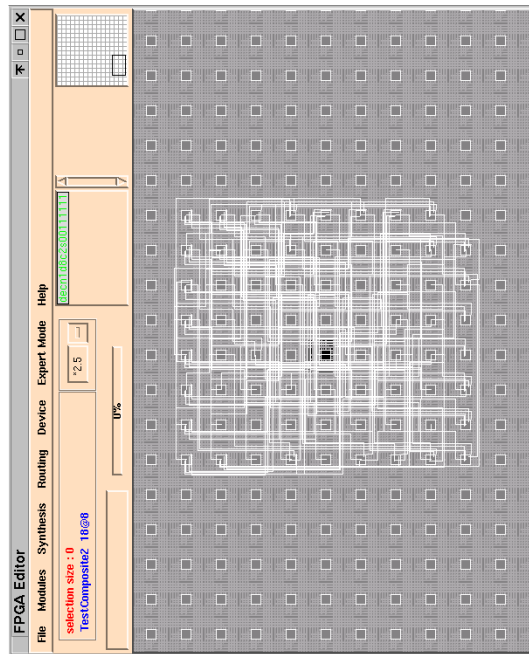 FPGA Editor
File Modules Synthesis Routing Device Expert Mode Help
selection size : 0
TestComposite2 18@8
*2.5
0%
decn1d6c2s00111111